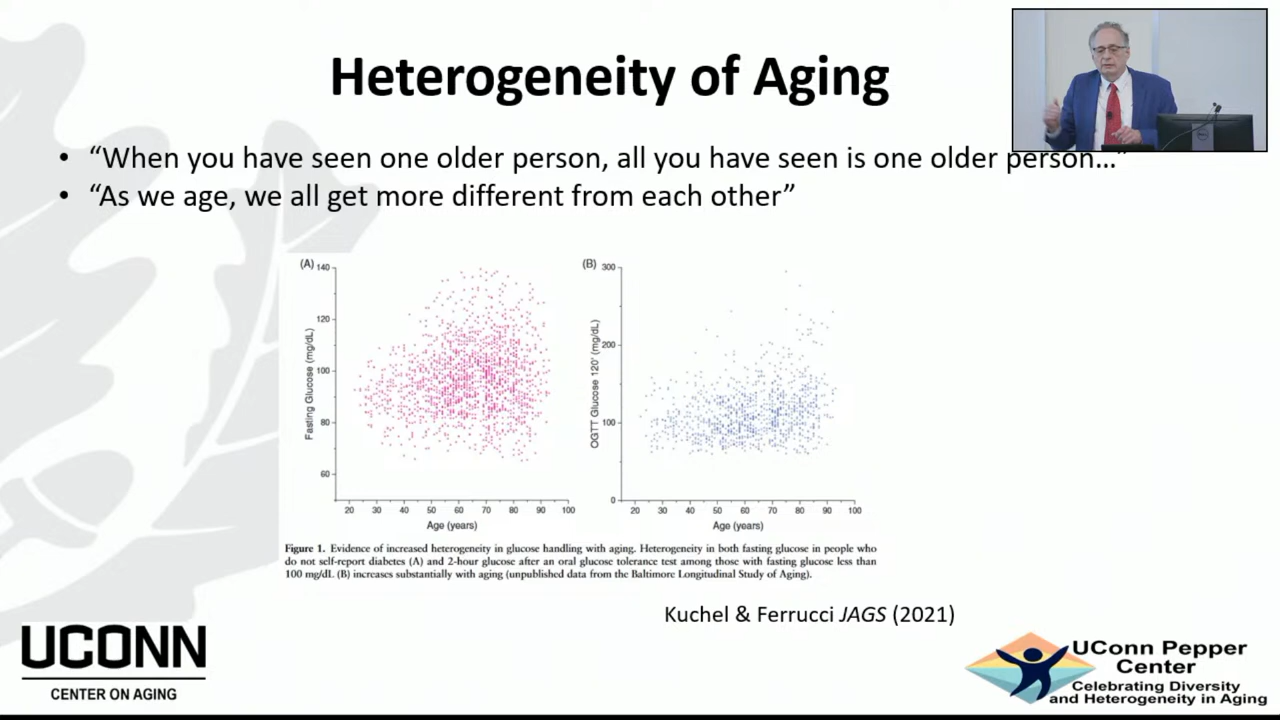 Heterogeneity of Aging
• “When you have seen one older person, all you have seen is one older person…”
• “As we age, we all get more different from each other”
(A)
140
120
100
80
60
Fasting Glucose (mg/dL)
20 30 40 50 60 70 80 90 100
Age (years)
(B)
300
200
100
0
OGTT Glucose 120' (mg/dL)
20 30 40 50 60 70 80 90 100
Age (years)
Figure 1. Evidence of increased heterogeneity in glucose handling with aging. Heterogeneity in both fasting glucose in people who
do not self-report diabetes (A) and 2-hour glucose after an oral glucose tolerance test among those with fasting glucose less than
100 mg/dL (B) increases substantially with aging (unpublished data from the Baltimore Longitudinal Study of Aging).
Kuchel & Ferrucci JAGS (2021)
UCONN
CENTER ON AGING
UConn Pepper
Center
Celebrating Diversity
and Heterogeneity in Aging